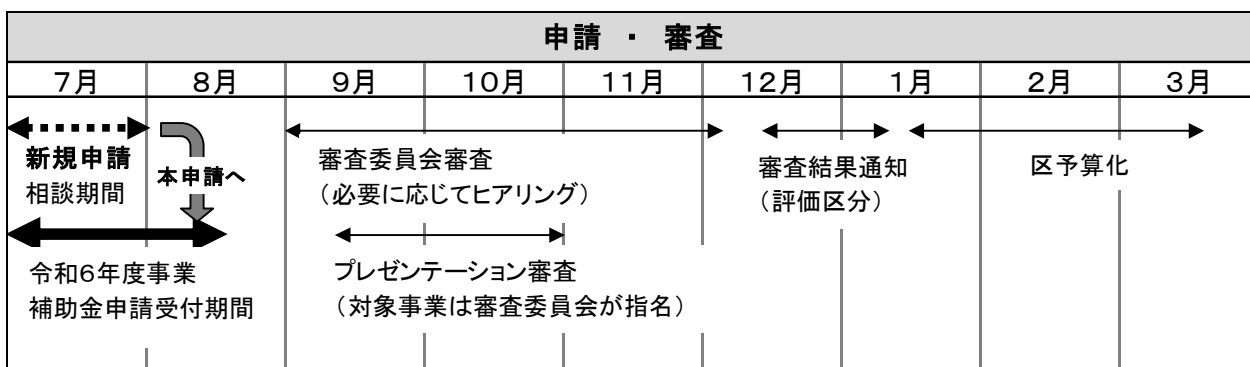 申請 ・ 審査
7月 8月 9月 10月 11月 12月 1月 2月 3月
新規申請
相談期間
本申請へ
令和6年度事業
補助金申請受付期間
審査委員会審査
(必要に応じてヒアリング)
プレゼンテーション審査
(対象事業は審査委員会が指名)
審査結果通知
(評価区分)
区予算化